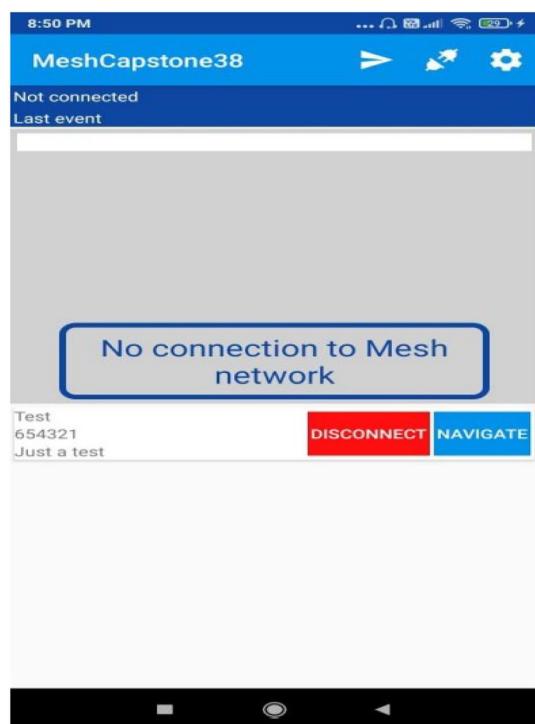 8:50 PM
29
MeshCapstone38
Not connected
Last event
No connection to Mesh
network
Test
654321
Just a test
DISCONNECT
NAVIGATE